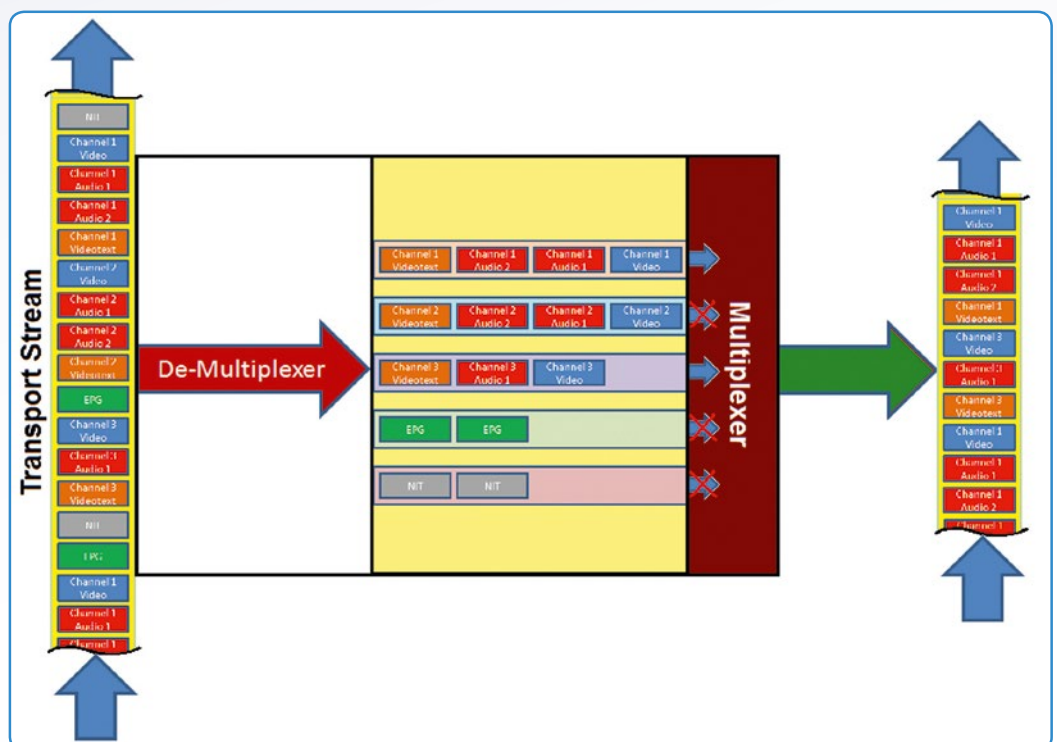 Transport Stream
NIT
Channel 1
Video
Channel 1
Audio 1
Channel 1
Audio 2
Channel 1
Videotext
Channel 2
Video
Channel 2
Audio 1
Channel 2
Audio 2
Channel 2
Videotext
EPG
Channel 3
Video
Channel 3
Audio 1
Channel 3
Videotext
NIT
EPG
Channel 1
Video
Channel 1
Audio 1
Channel 1
De-Multiplexer
Channel 1
Videotext
Channel 1
Audio 2
Channel 1
Audio 1
Channel 1
Video
Channel 2
Videotext
Channel 2
Audio 2
Channel 2
Audio 1
Channel 2
Video
Channel 3
Videotext
Channel 3
Audio 1
Channel 3
Video
EPG
EPG
NIT
NIT
Multiplexer
Channel 1
Video
Channel 1
Audio 1
Channel 1
Audio 2
Channel 1
Videotext
Channel 3
Video
Channel 3
Audio 1
Channel 3
Videotext
Channel 1
Video
Channel 1
Audio 1
Channel 1
Audio 2
Channel 1